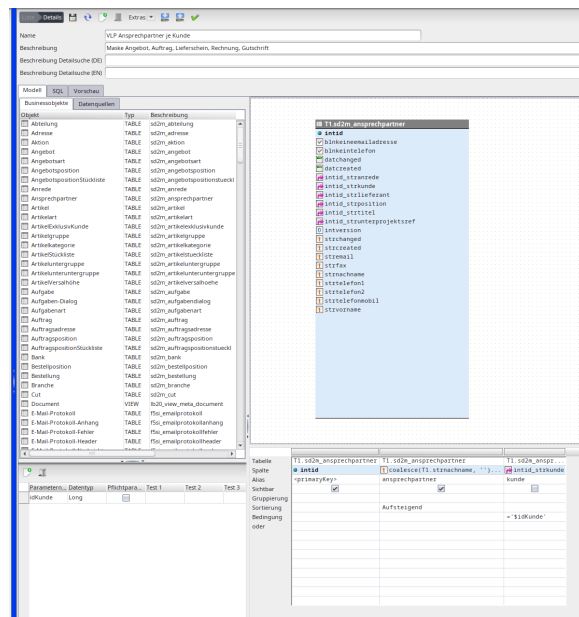 Details Extras
Name VLP Ansprechpartner je Kunde
Beschreibung Maske Angebot, Auftrag, Lieferschein, Rechnung, Gutschrift
Beschreibung Detailsuche (DE)
Beschreibung Detailsuche (EN)
Modell SQL Vorschau
Businessobjekte Datenquellen
Objekt Typ Beschreibung
Abteilung TABLE sd2m_abteilung
Adresse TABLE sd2m_adresse
Aktion TABLE sd2m_aktion
Angebot TABLE sd2m_angebot
Angebotsart TABLE sd2m_angebotsart
Angebotsposition TABLE sd2m_angebotsposition
AngebotspositionStückliste TABLE sd2m_angebotspositionstueckl
Anrede TABLE sd2m_anrede
Ansprechpartner TABLE sd2m_ansprechpartner
Artikel TABLE sd2m_artikel
Artikelart TABLE sd2m_artikelart
ArtikelExklusivKunde TABLE sd2m_artikelexklusivkunde
Artikelgruppe TABLE sd2m_artikelgruppe
Artikelkategorie TABLE sd2m_artikelkategorie
ArtikelStückliste TABLE sd2m_artikelstueckliste
Artikeluntergruppe TABLE sd2m_artikeluntergruppe
Artikelunteruntergruppe TABLE sd2m_artikelunteruntergruppe
ArtikelVersalhöhe TABLE sd2m_artikelversalhoehe
Aufgabe TABLE sd2m_aufgabe
Aufgaben-Dialog TABLE sd2m_aufgabendialog
Aufgabenart TABLE sd2m_aufgabenart
Auftrag TABLE sd2m_auftrag
Auftragsadresse TABLE sd2m_auftragsadresse
Auftragsposition TABLE sd2m_auftragsposition
AuftragspositionStückliste TABLE sd2m_auftragspositionstueckl
Bank TABLE sd2m_bank
Bestellposition TABLE sd2m_bestellposition
Bestellung TABLE sd2m_bestellung
Branche TABLE sd2m_branche
Cut TABLE sd2m_cut
Document VIEW lb20_view_meta_document
E-Mail-Protokoll TABLE f5si_emailprotokoll
E-Mail-Protokoll-Anhang TABLE f5si_emailprotokollanhang
E-Mail-Protokoll-Fehler TABLE f5si_emailprotokollfehler
E-Mail-Protokoll-Header TABLE f5si_emailprotokollheader
T1.sd2m_ansprechpartner
intid
blnkeineemailadresse
blnkeintelefon
datchanged
datcreated
intid_stranrede
intid_strkunde
intid_strlieferant
intid_strposition
intid_strtitel
intid_strunterprojektsref
intversion
strchanged
strcreated
stremail
strfax
strnachname
strtelefon1
strtelefon2
strtelefonmobil
strvorname
Parametern... Datentyp Pflichtpara... Test 1 Test 2 Test 3
idKunde Long
Tabelle T1.sd2m_ansprechpartner T1.sd2m_ansprechpartner T1.sd2m_anspr...
Spalte intid coalesce(T1.strnachname, '')... intid_strkunde
Alias <primaryKey> ansprechpartner kunde
Sichtbar
Gruppierung
Sortierung Aufsteigend
Bedingung ='$idKunde'
oder